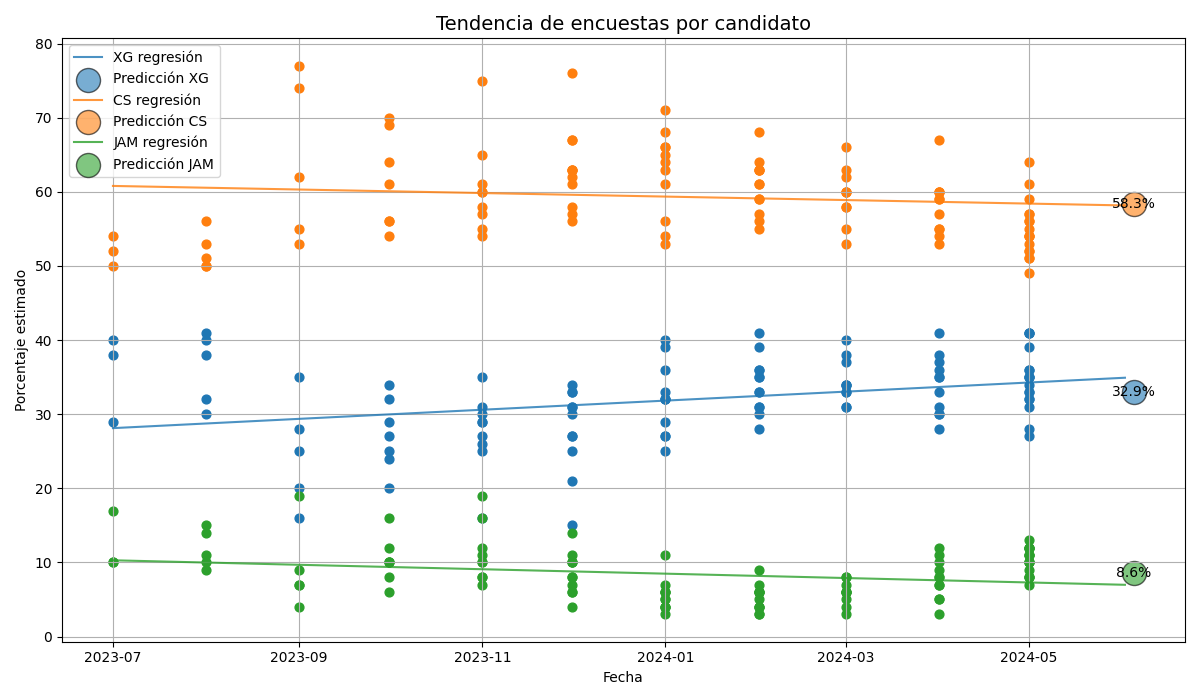 Tendencia de encuestas por candidato
XG regresión
Predicción XG
CS regresión
Predicción CS
JAM regresión
Predicción JAM
Porcentaje estimado
80
70
60
50
40
30
20
10
0
58.3%
32.9%
8.6%
2023-07
2023-09
2023-11
2024-01
2024-03
2024-05
Fecha